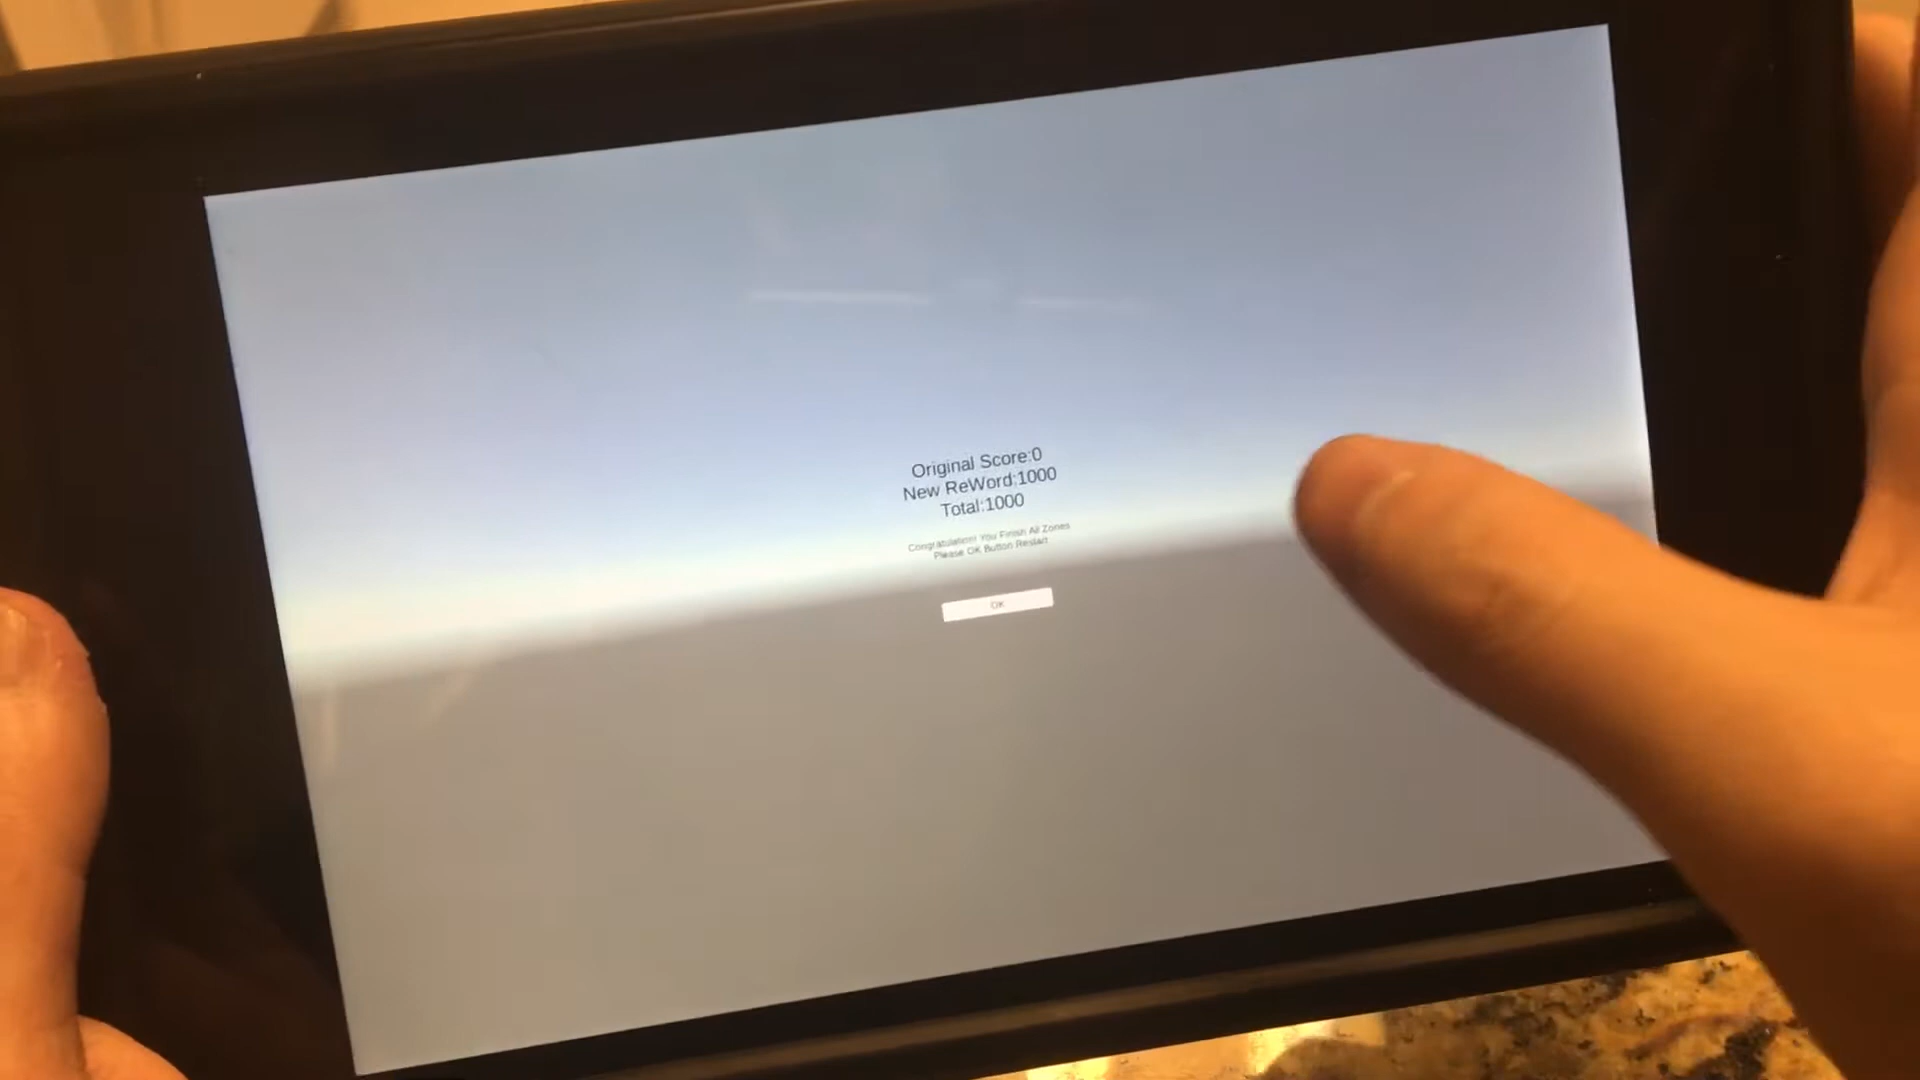 Original Score:0
New ReWord:1000
Total:1000
Congratulation! You Finish All Zones
Please OK Button Restart
OK